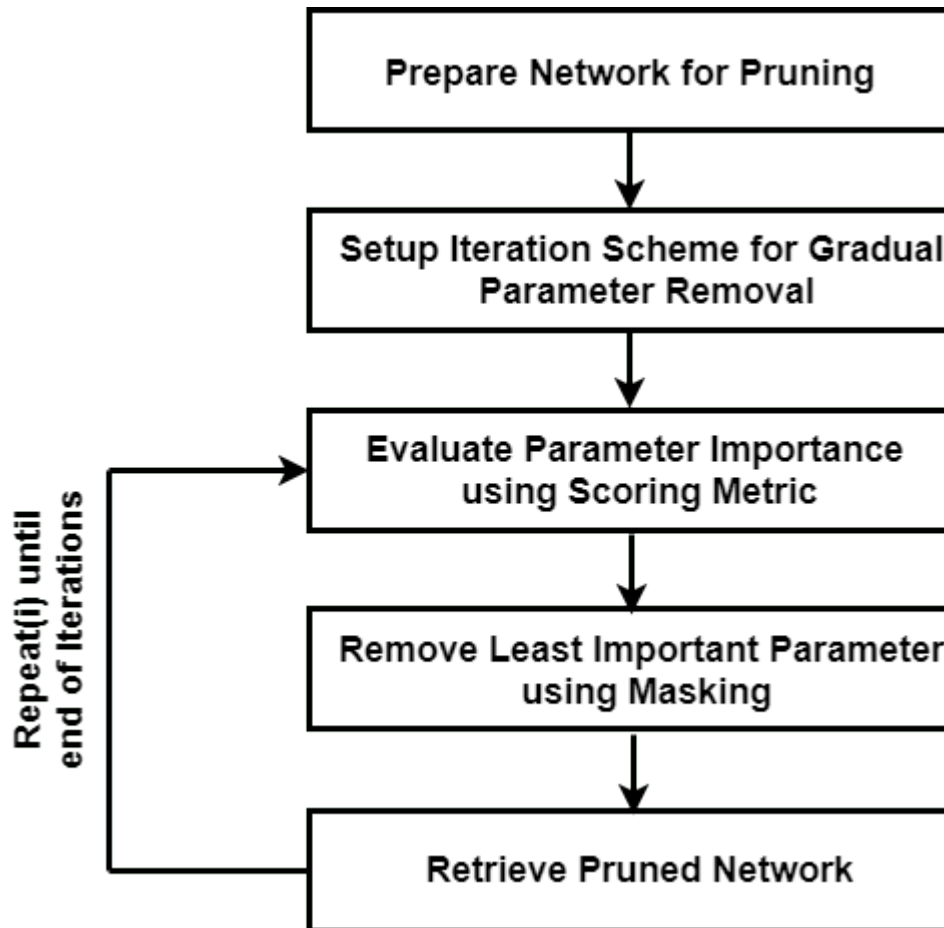 Prepare Network for Pruning
Setup Iteration Scheme for Gradual
Parameter Removal
Evaluate Parameter Importance
using Scoring Metric
Remove Least Important Parameter
using Masking
Retrieve Pruned Network
Repeat(i) until
end of Iterations